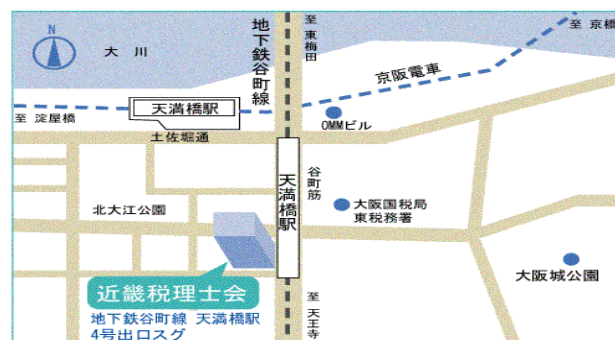 N
大 川
地下鉄谷町線
至 東梅田
至 京橋
京阪電車
天満橋駅
至 淀屋橋
OMMビル
土佐堀通
天満橋駅
谷町筋
北大江公園
大阪国税局
東税務署
大阪城公園
近畿税理士会
地下鉄谷町線 天満橋駅
4号出口スグ
至 天王寺